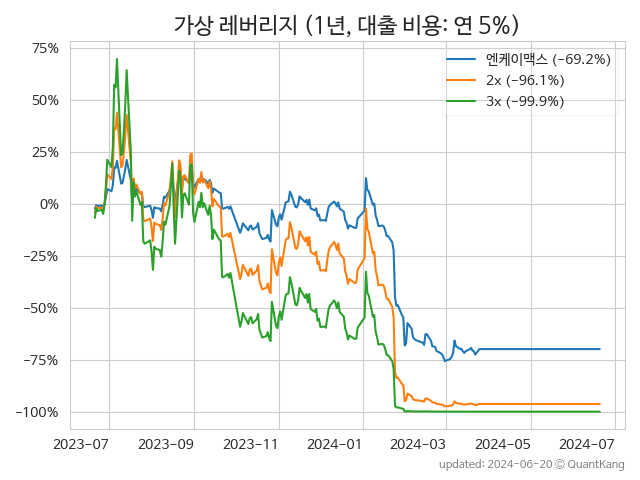 가상 레버리지 (1년, 대출 비용: 연 5%)
엔케이맥스 (−69.2%)
2x (−96.1%)
3x (−99.9%)
75%
50%
25%
0%
−25%
−50%
−75%
−100%
2023-07 2023-09 2023-11 2024-01 2024-03 2024-05 2024-07
updated: 2024-06-20 © QuantKang